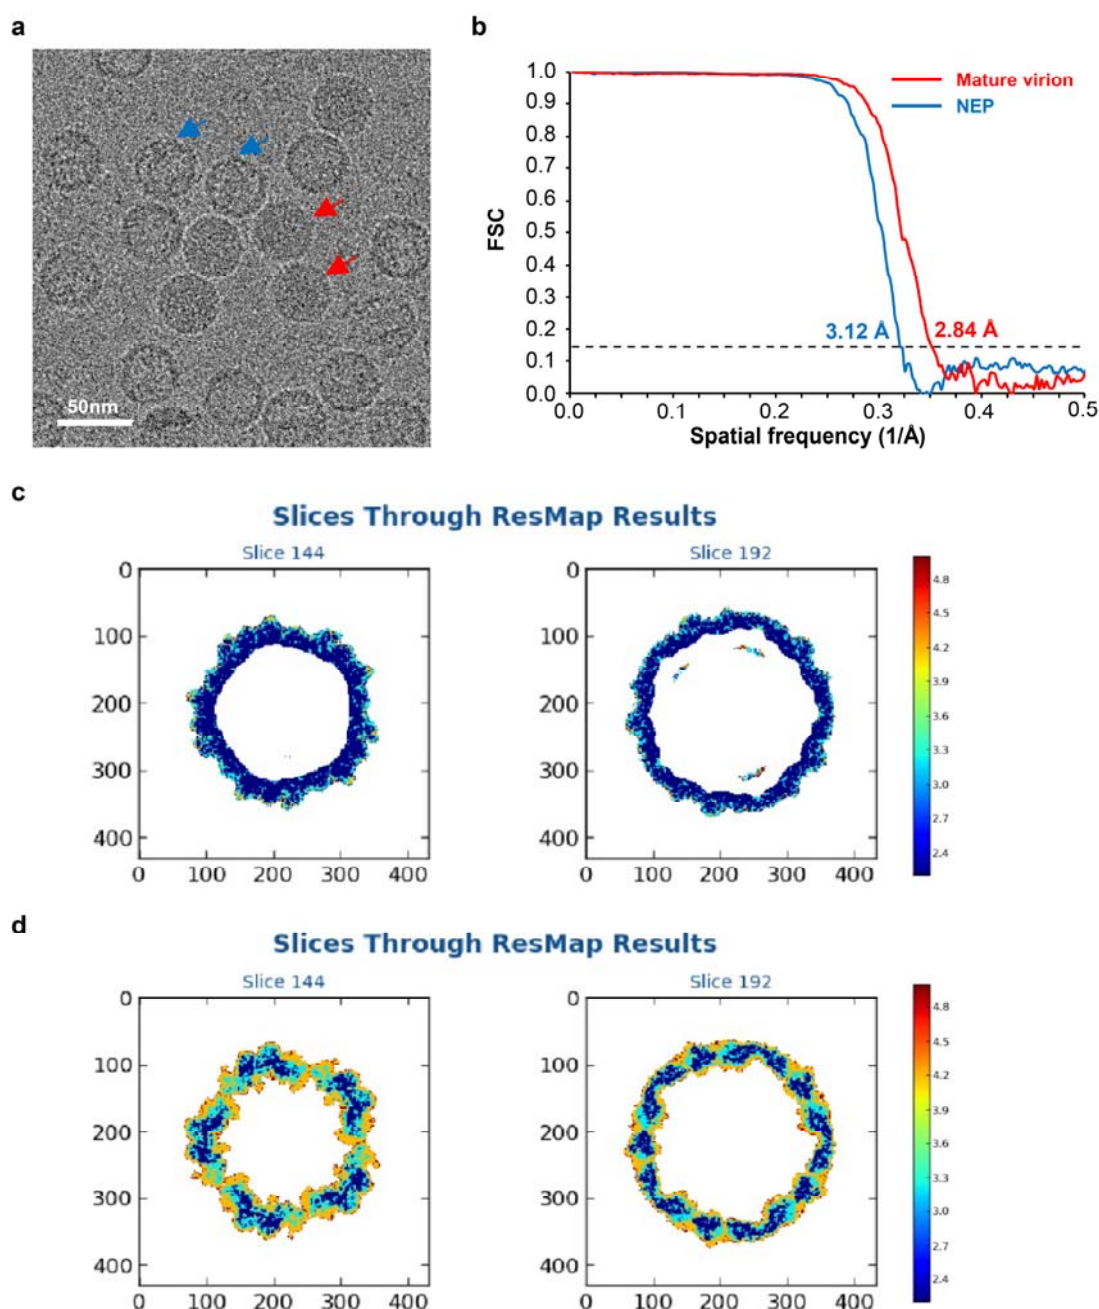 a
50nm
b
1.0
0.9
0.8
0.7
0.6
0.5
0.4
0.3
0.2
0.1
0.0
FSC
Mature virion
NEP
3.12 Å
2.84 Å
0.0 0.1 0.2 0.3 0.4 0.5
Spatial frequency (1/Å)
c
Slices Through ResMap Results
Slice 144
0
100
200
300
400
0 100 200 300 400
Slice 192
0
100
200
300
400
0 100 200 300 400
4.8
4.5
4.2
3.9
3.6
3.3
3.0
2.7
2.4
d
Slices Through ResMap Results
Slice 144
0
100
200
300
400
0 100 200 300 400
Slice 192
0
100
200
300
400
0 100 200 300 400
4.8
4.5
4.2
3.9
3.6
3.3
3.0
2.7
2.4